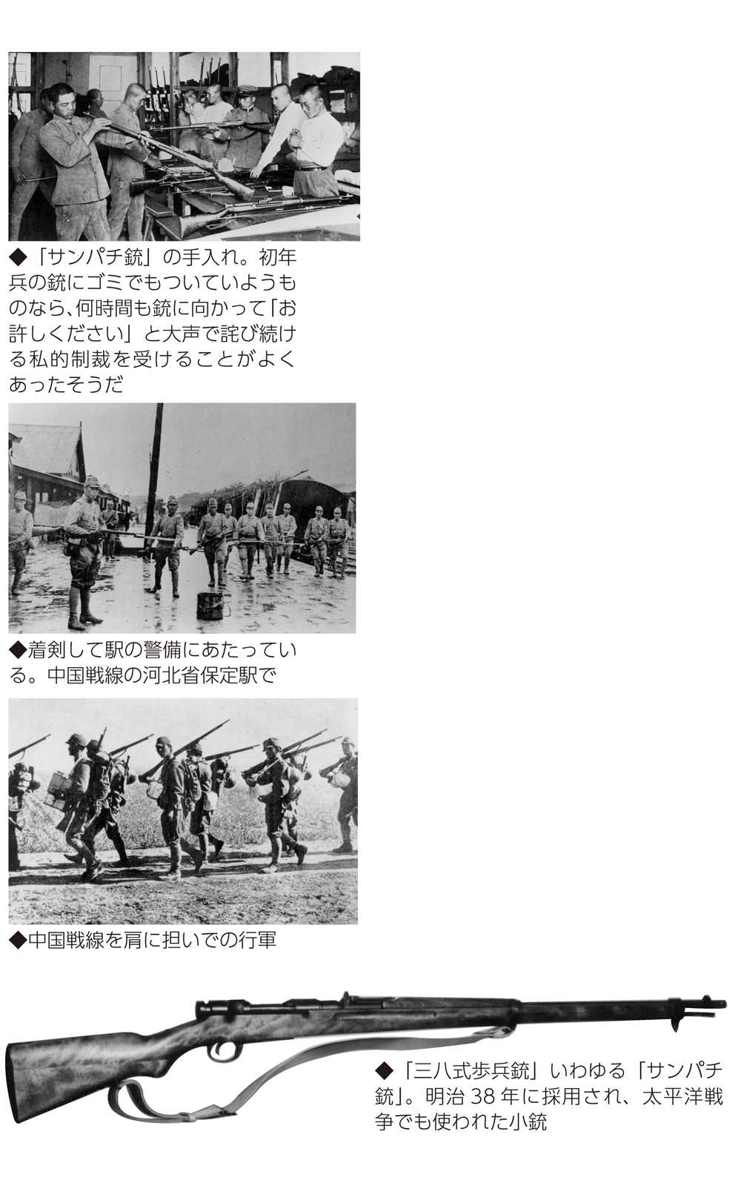 ◆「サンパチ銃」の手入れ。初年
兵の銃にゴミでもついていようも
のなら、何時間も銃に向かって「お
許しください」と大声で詫び続け
る私的制裁を受けることがよく
あったそうだ
◆着剣して駅の警備にあたってい
る。中国戦線の河北省保定駅で
◆中国戦線を肩に担いでの行軍
◆「三八式歩兵銃」いわゆる「サンパチ
銃」。明治38年に採用され、太平洋戦
争でも使われた小銃